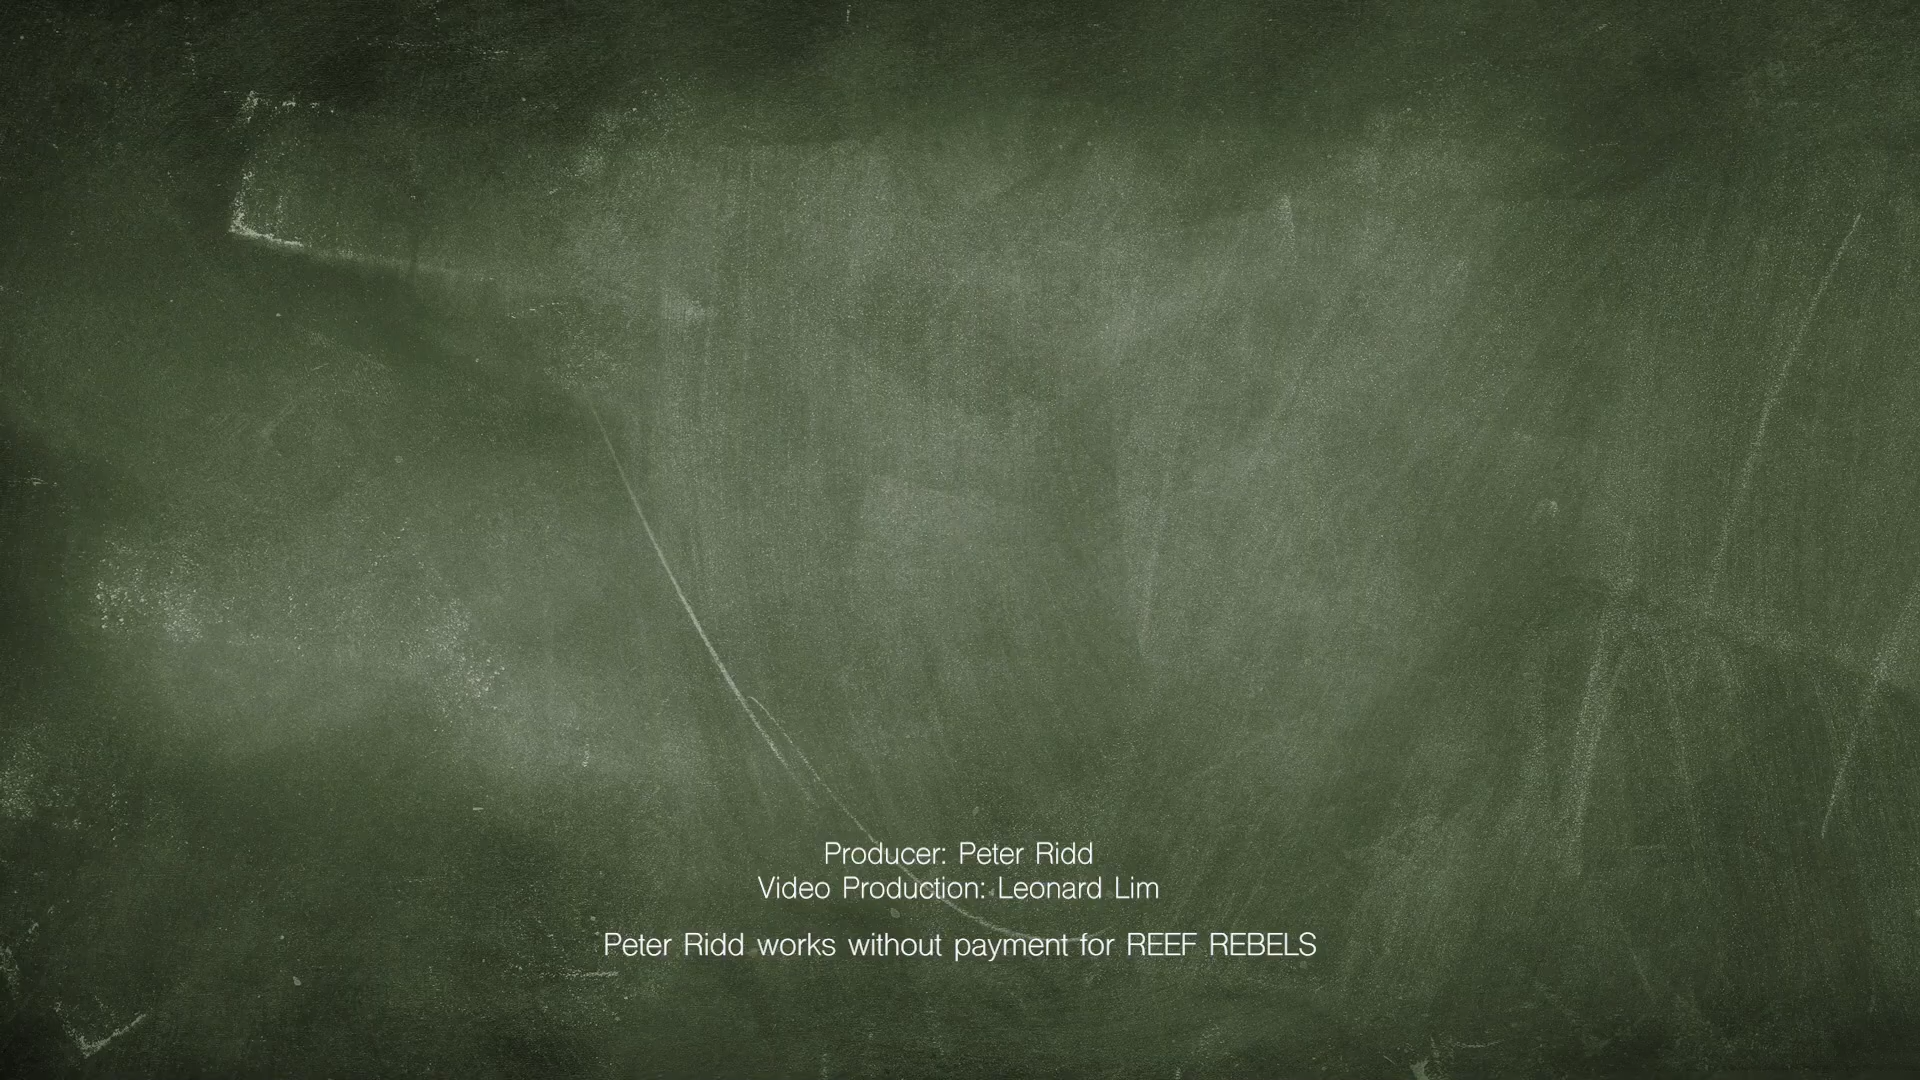 Producer: Peter Ridd
Video Production: Leonard Lim
Peter Ridd works without payment for REEF REBELS